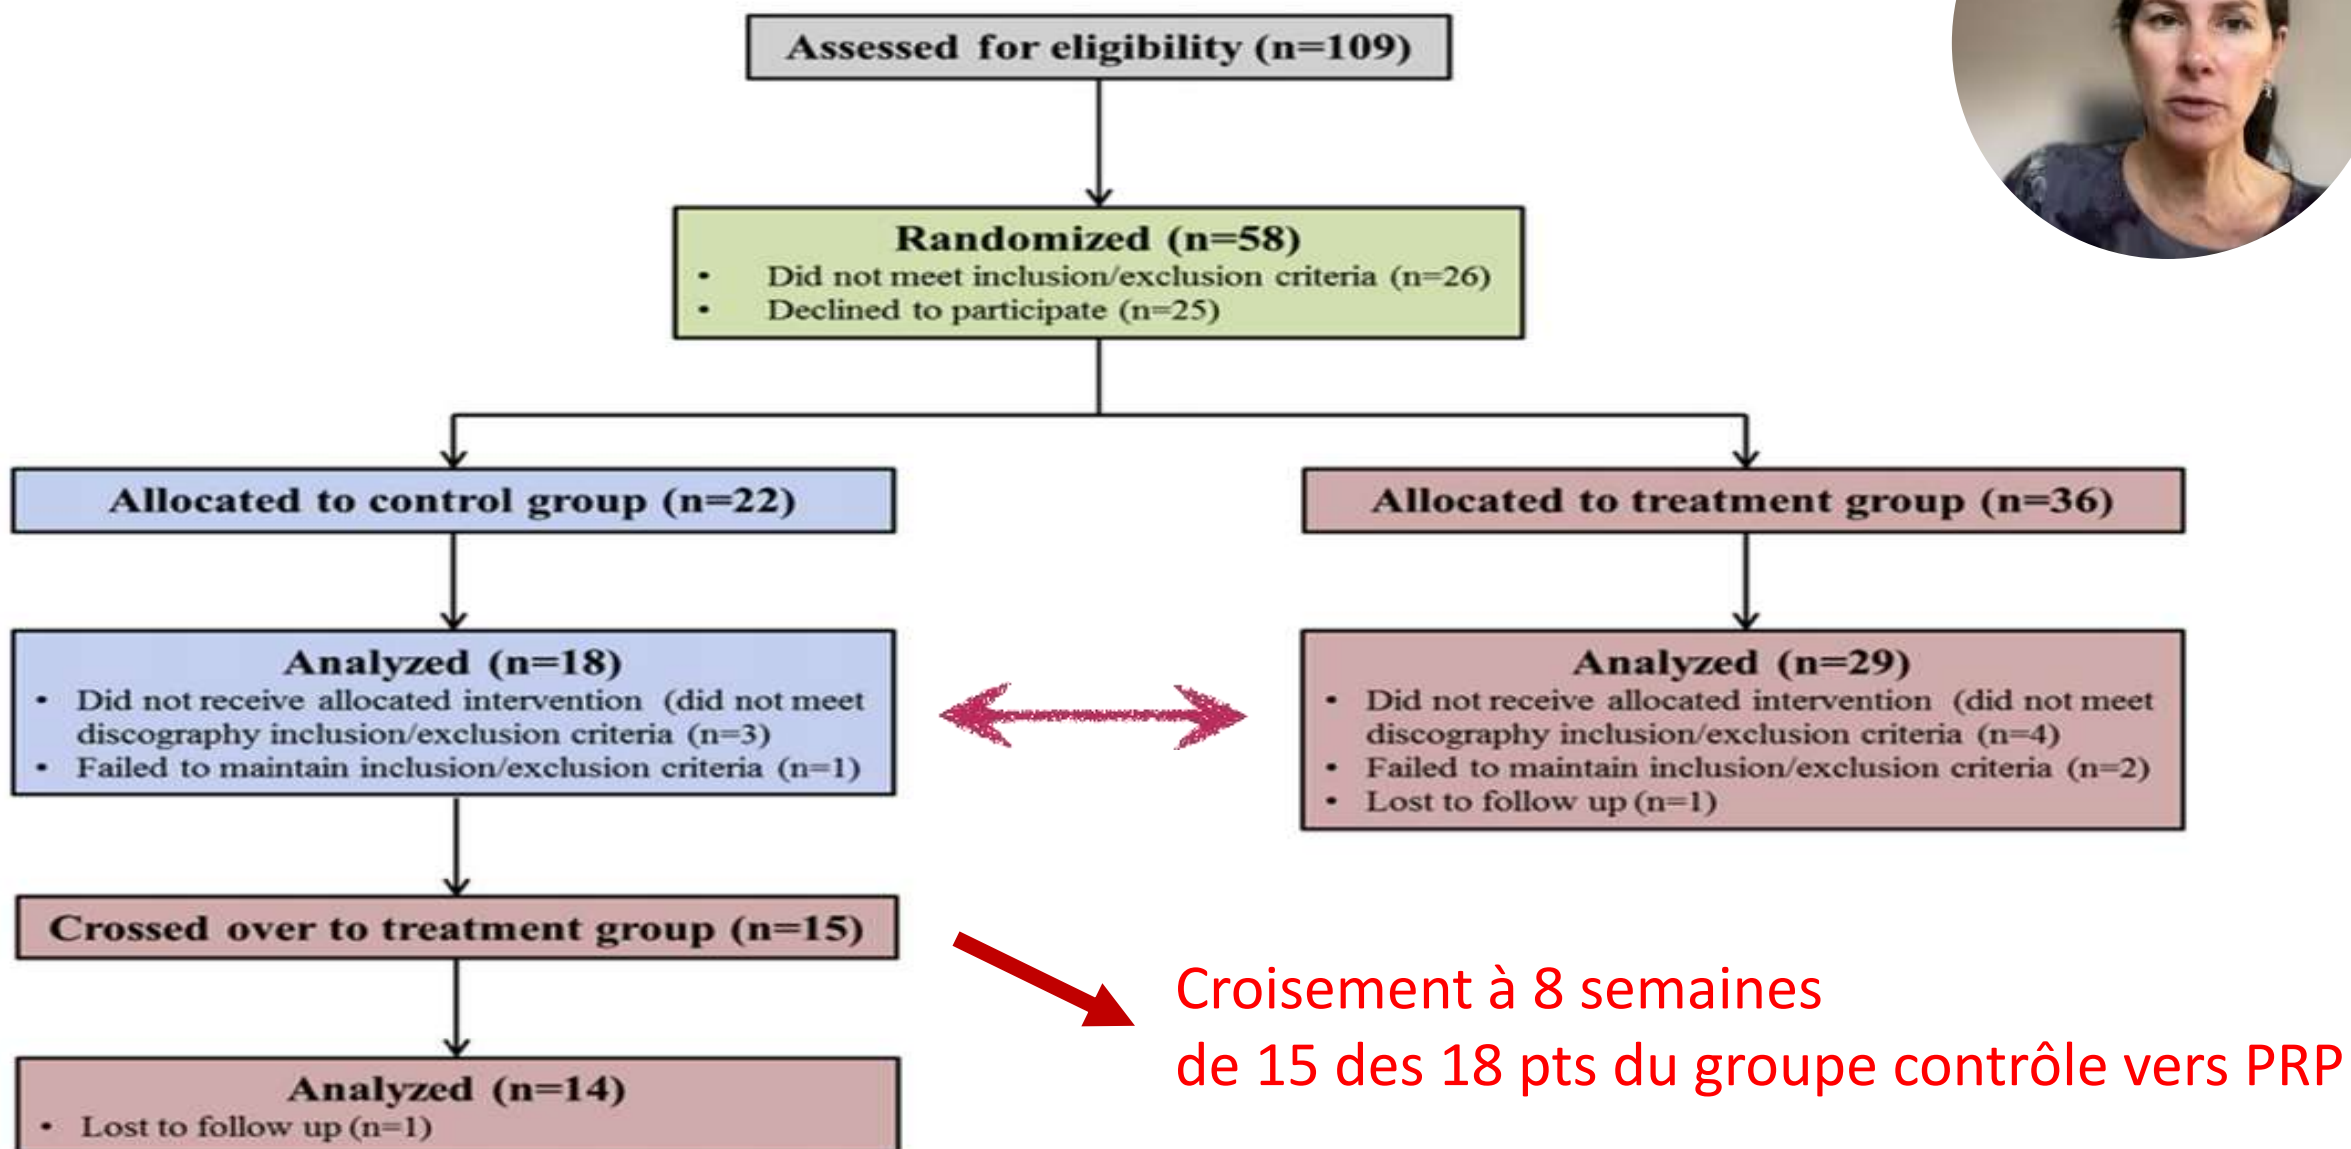 Assessed for eligibility (n=109)
Randomized (n=58)
• Did not meet inclusion/exclusion criteria (n=26)
• Declined to participate (n=25)
Allocated to control group (n=22)
Allocated to treatment group (n=36)
Analyzed (n=18)
• Did not receive allocated intervention (did not meet
discography inclusion/exclusion criteria (n=3)
• Failed to maintain inclusion/exclusion criteria (n=1)
Analyzed (n=29)
• Did not receive allocated intervention (did not meet
discography inclusion/exclusion criteria (n=4)
• Failed to maintain inclusion/exclusion criteria (n=2)
• Lost to follow up (n=1)
Crossed over to treatment group (n=15)
Croisement à 8 semaines
de 15 des 18 pts du groupe contrôle vers PRP
Analyzed (n=14)
• Lost to follow up (n=1)